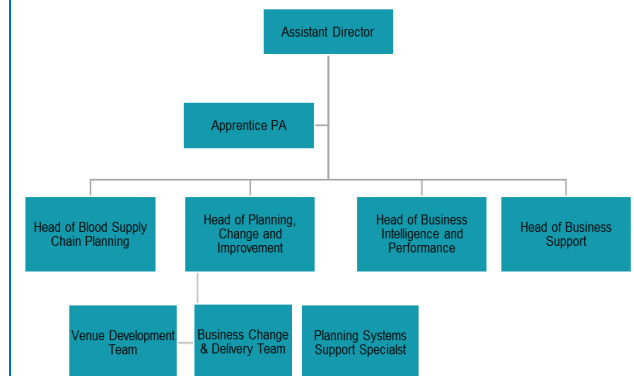 Assistant Director
Apprentice PA
Head of Blood Supply
Chain Planning
Head of Planning,
Change and
Improvement
Head of Business
Intelligence and
Performance
Head of Business
Support
Venue Development
Team
Business Change
& Delivery Team
Planning Systems
Support Specialst